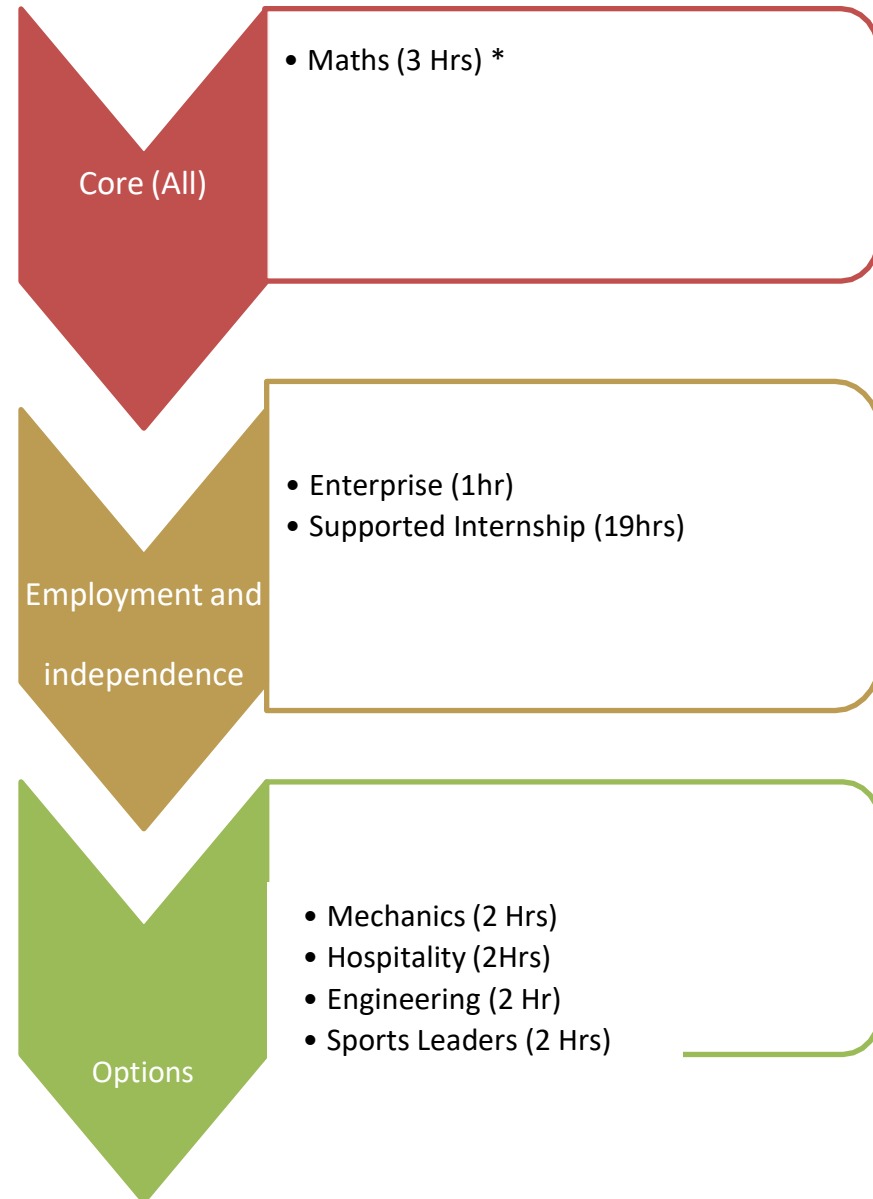 Core (All)
• Maths (3 Hrs) *
Employment and
independence
• Enterprise (1hr)
• Supported Internship (19hrs)
Options
• Mechanics (2 Hrs)
• Hospitality (2Hrs)
• Engineering (2 Hr)
• Sports Leaders (2 Hrs)